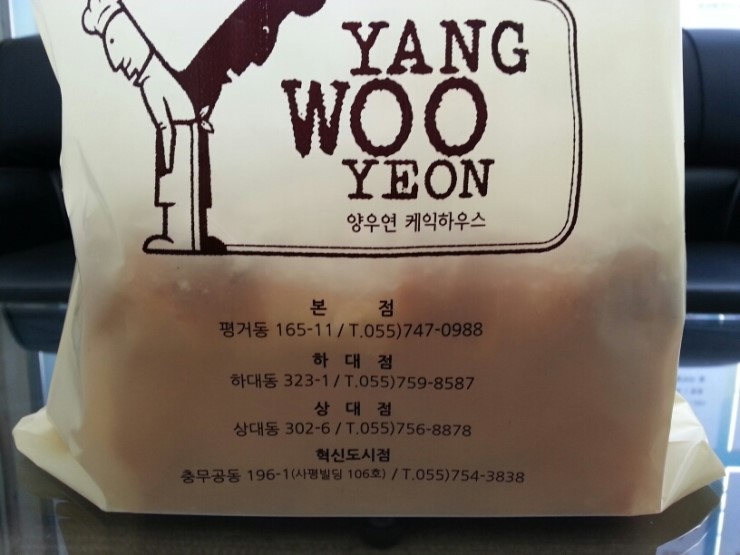 YANG
WOO
YEON
양우연 케익하우스
본 점
평거동 165-11 / T.055)747-0988
하 대 점
하대동 323-1 / T.055)759-8587
상 대 점
상대동 302-6 / T.055)756-8878
혁신도시점
충무공동 196-1(사평빌딩 106호) / T.055)754-3838